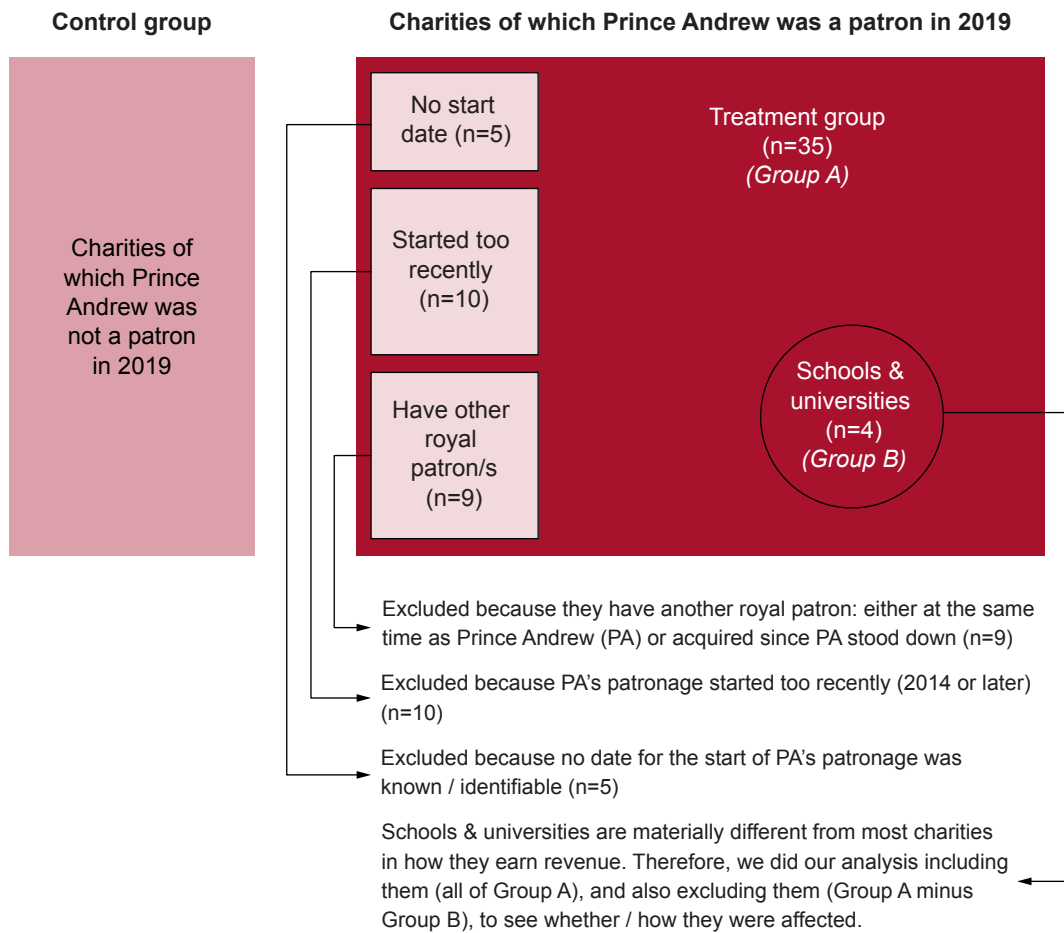 Control group
Charities of which Prince Andrew was a patron in 2019
Charities of
which Prince
Andrew was
not a patron
in 2019
No start
date (n=5)
Started too
recently
(n=10)
Have other
royal
patron/s
(n=9)
Treatment group
(n=35)
(Group A)
Schools &
universities
(n=4)
(Group B)
Excluded because they have another royal patron: either at the same
time as Prince Andrew (PA) or acquired since PA stood down (n=9)
Excluded because PA’s patronage started too recently (2014 or later)
(n=10)
Excluded because no date for the start of PA’s patronage was
known / identifiable (n=5)
Schools & universities are materially different from most charities
in how they earn revenue. Therefore, we did our analysis including
them (all of Group A), and also excluding them (Group A minus
Group B), to see whether / how they were affected.